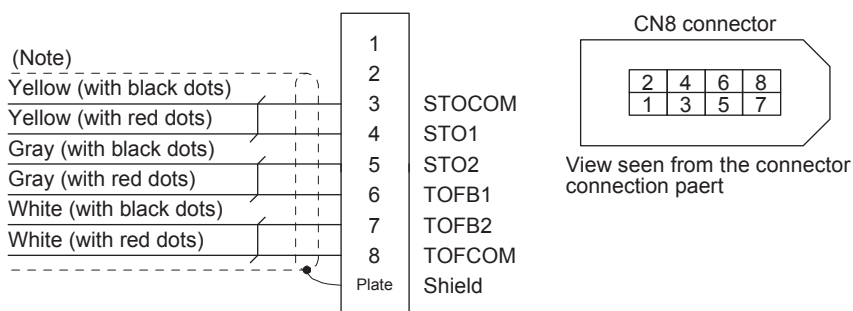 (Note)
Yellow (with black dots)
Yellow (with red dots)
Gray (with black dots)
Gray (with red dots)
White (with black dots)
White (with red dots)
1
2
3 STOCOM
4 STO1
5 STO2
6 TOFB1
7 TOFB2
8 TOFCOM
Plate Shield
CN8 connector
2 4 6 8
1 3 5 7
View seen from the connector
connection paert